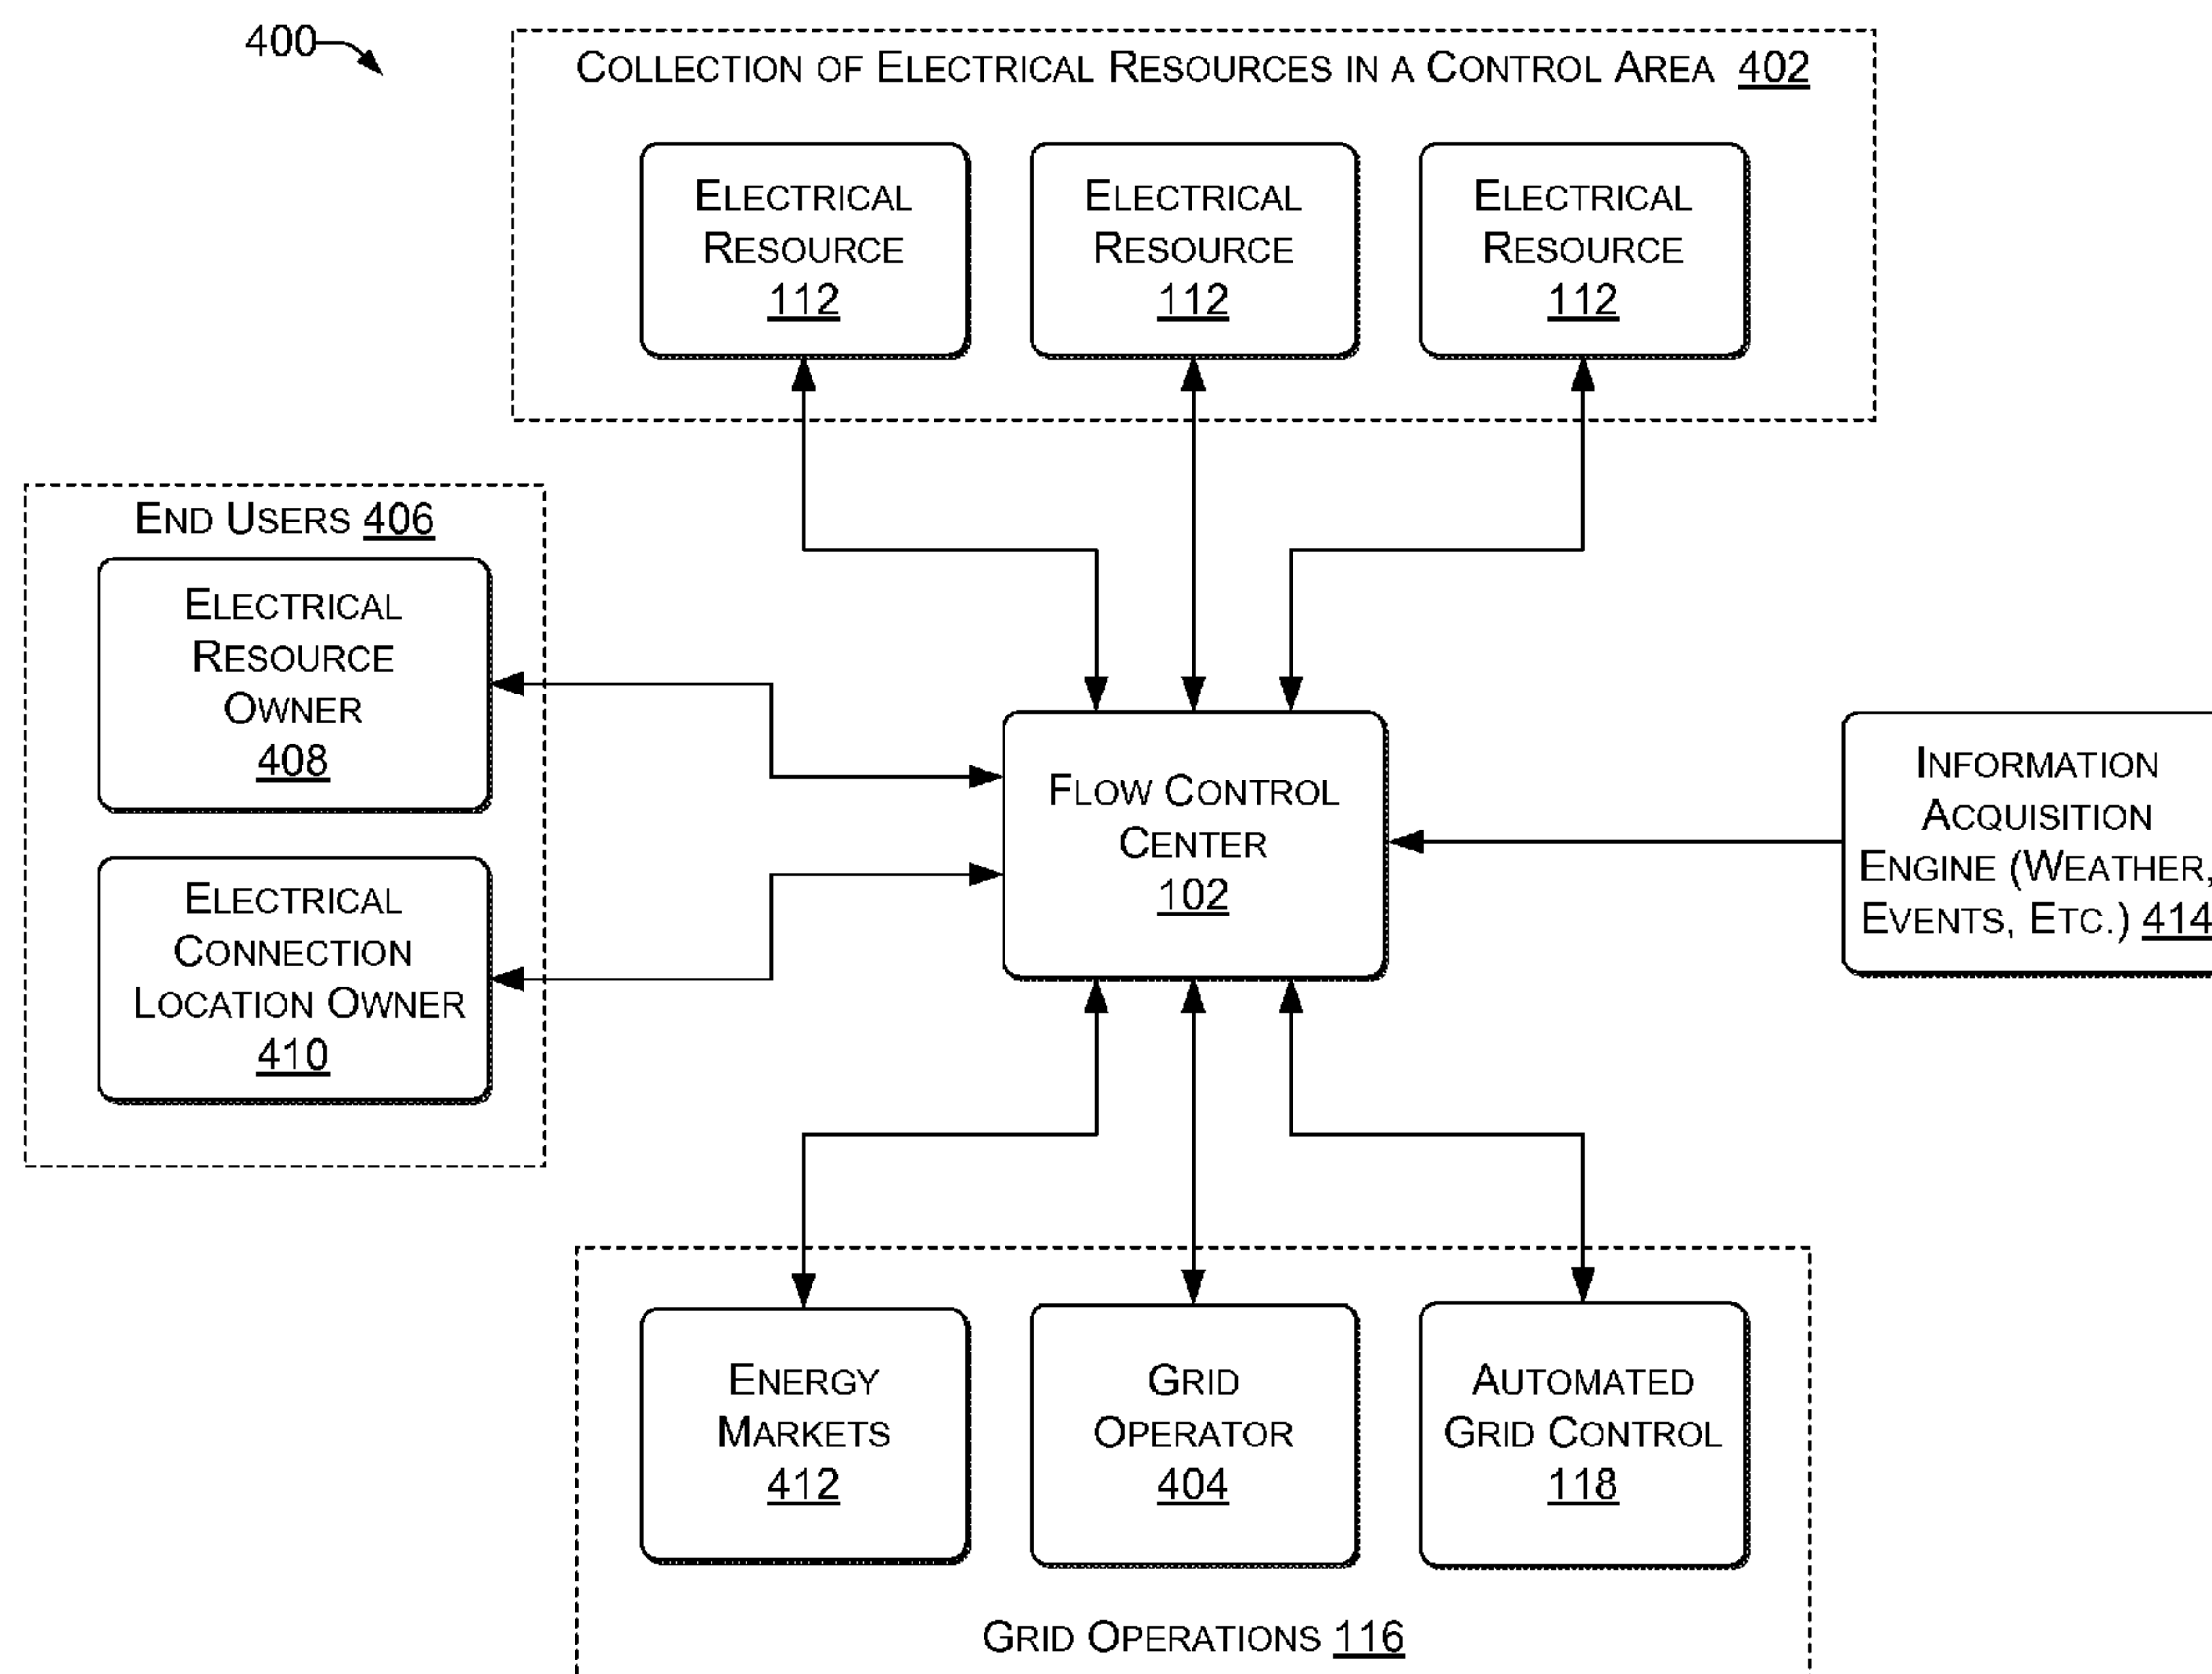 400
COLLECTION OF ELECTRICAL RESOURCES IN A CONTROL AREA 402
ELECTRICAL
RESOURCE
112
ELECTRICAL
RESOURCE
112
ELECTRICAL
RESOURCE
112
END USERS 406
ELECTRICAL
RESOURCE
OWNER
408
ELECTRICAL
CONNECTION
LOCATION OWNER
410
FLOW CONTROL
CENTER
102
INFORMATION
ACQUISITION
ENGINE (WEATHER,
EVENTS, ETC.) 414
ENERGY
MARKETS
412
GRID
OPERATOR
404
AUTOMATED
GRID CONTROL
118
GRID OPERATIONS 116